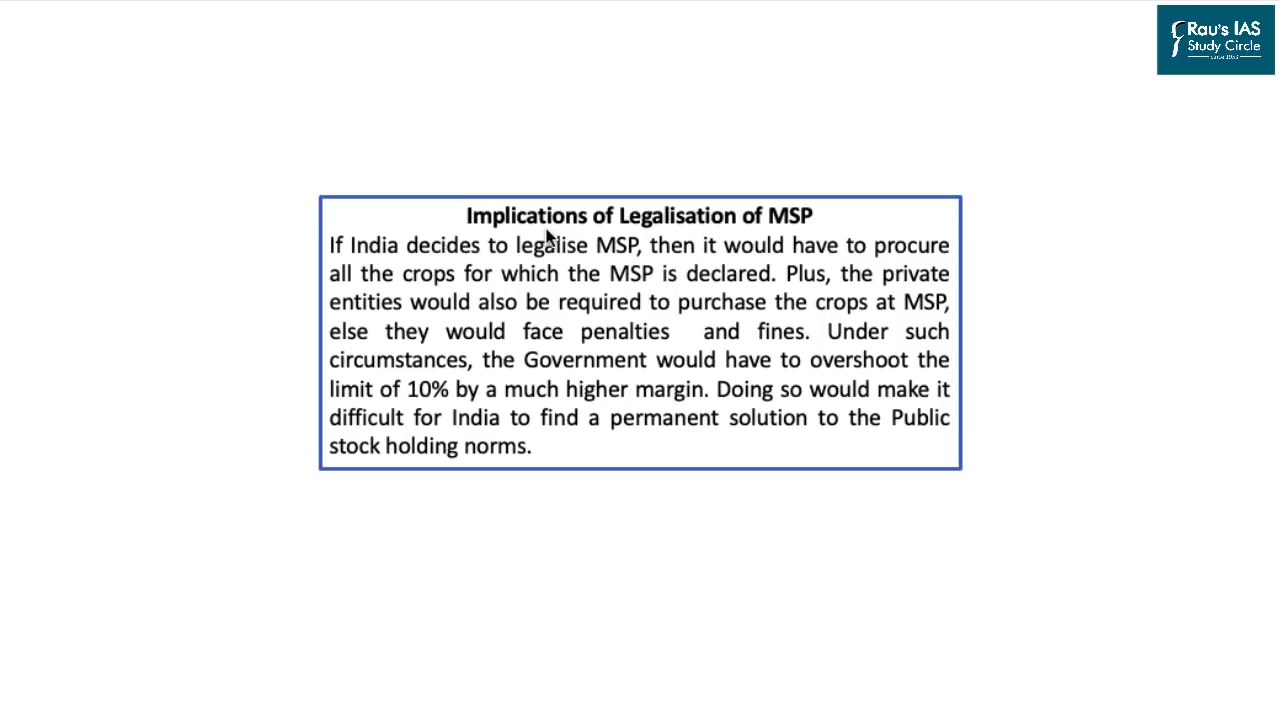 Rau's IAS
Study Circle
Implications of Legalisation of MSP
If India decides to legalise MSP, then it would have to procure
all the crops for which the MSP is declared. Plus, the private
entities would also be required to purchase the crops at MSP,
else they would face penalties and fines. Under such
circumstances, the Government would have to overshoot the
limit of 10% by a much higher margin. Doing so would make it
difficult for India to find a permanent solution to the Public
stock holding norms.